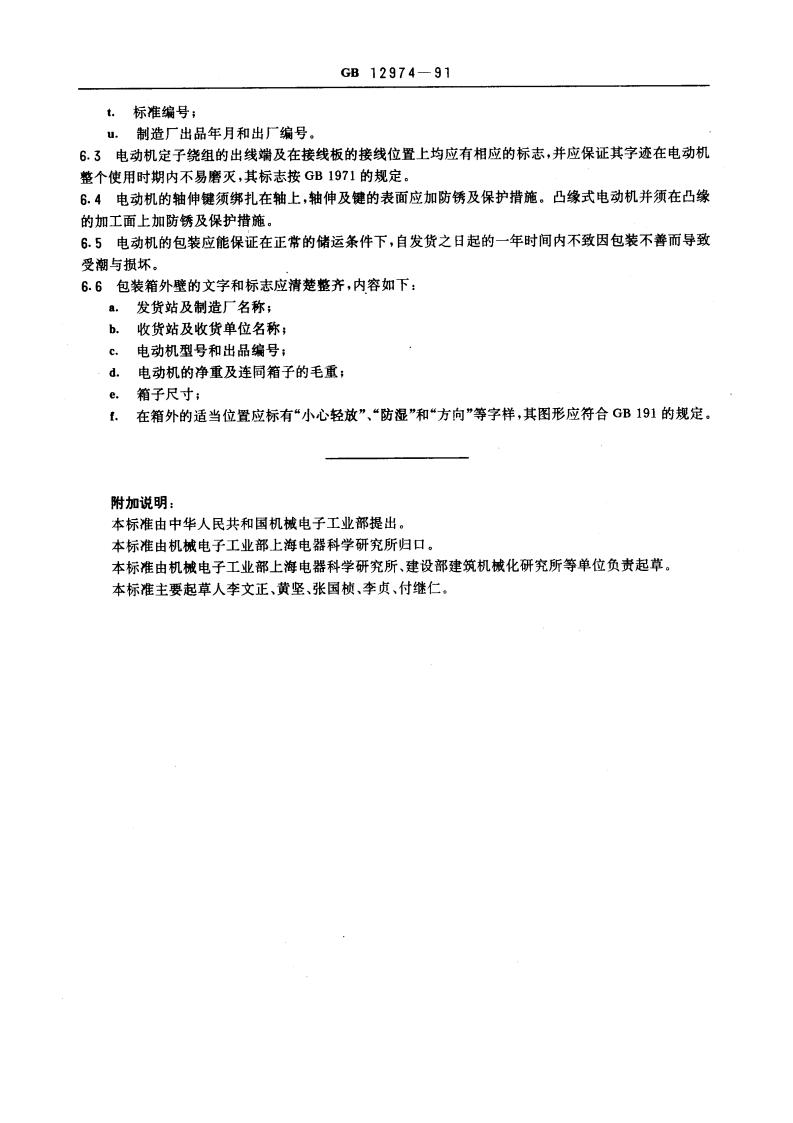 GB 12974—91
t. 标准编号；
u. 制造厂出品年月和出厂编号。
6.3 电动机定子绕组的出线端及在接线板的接线位置上均应有相应的标志，并应保证其字迹在电动机
整个使用时期内不易磨灭，其标志按 GB 1971 的规定。
6.4 电动机的轴伸键须绑扎在轴上，轴伸及键的表面应加防锈及保护措施。凸缘式电动机并须在凸缘
的加工面上加防锈及保护措施。
6.5 电动机的包装应能保证在正常的储运条件下，自发货之日起的一年时间内不致因包装不善而导致
受潮与损坏。
6.6 包装箱外壁的文字和标志应清楚整齐，内容如下：
a. 发货站及制造厂名称；
b. 收货站及收货单位名称；
c. 电动机型号和出品编号；
d. 电动机的净重及连同箱子的毛重；
e. 箱子尺寸；
f. 在箱外的适当位置应标有“小心轻放”、“防湿”和“方向”等字样，其图形应符合 GB 191 的规定。
附加说明：
本标准由中华人民共和国机械电子工业部提出。
本标准由机械电子工业部上海电器科学研究所归口。
本标准由机械电子工业部上海电器科学研究所、建设部建筑机械化研究所等单位负责起草。
本标准主要起草人李文正、黄坚、张国桢、李贞、付继仁。